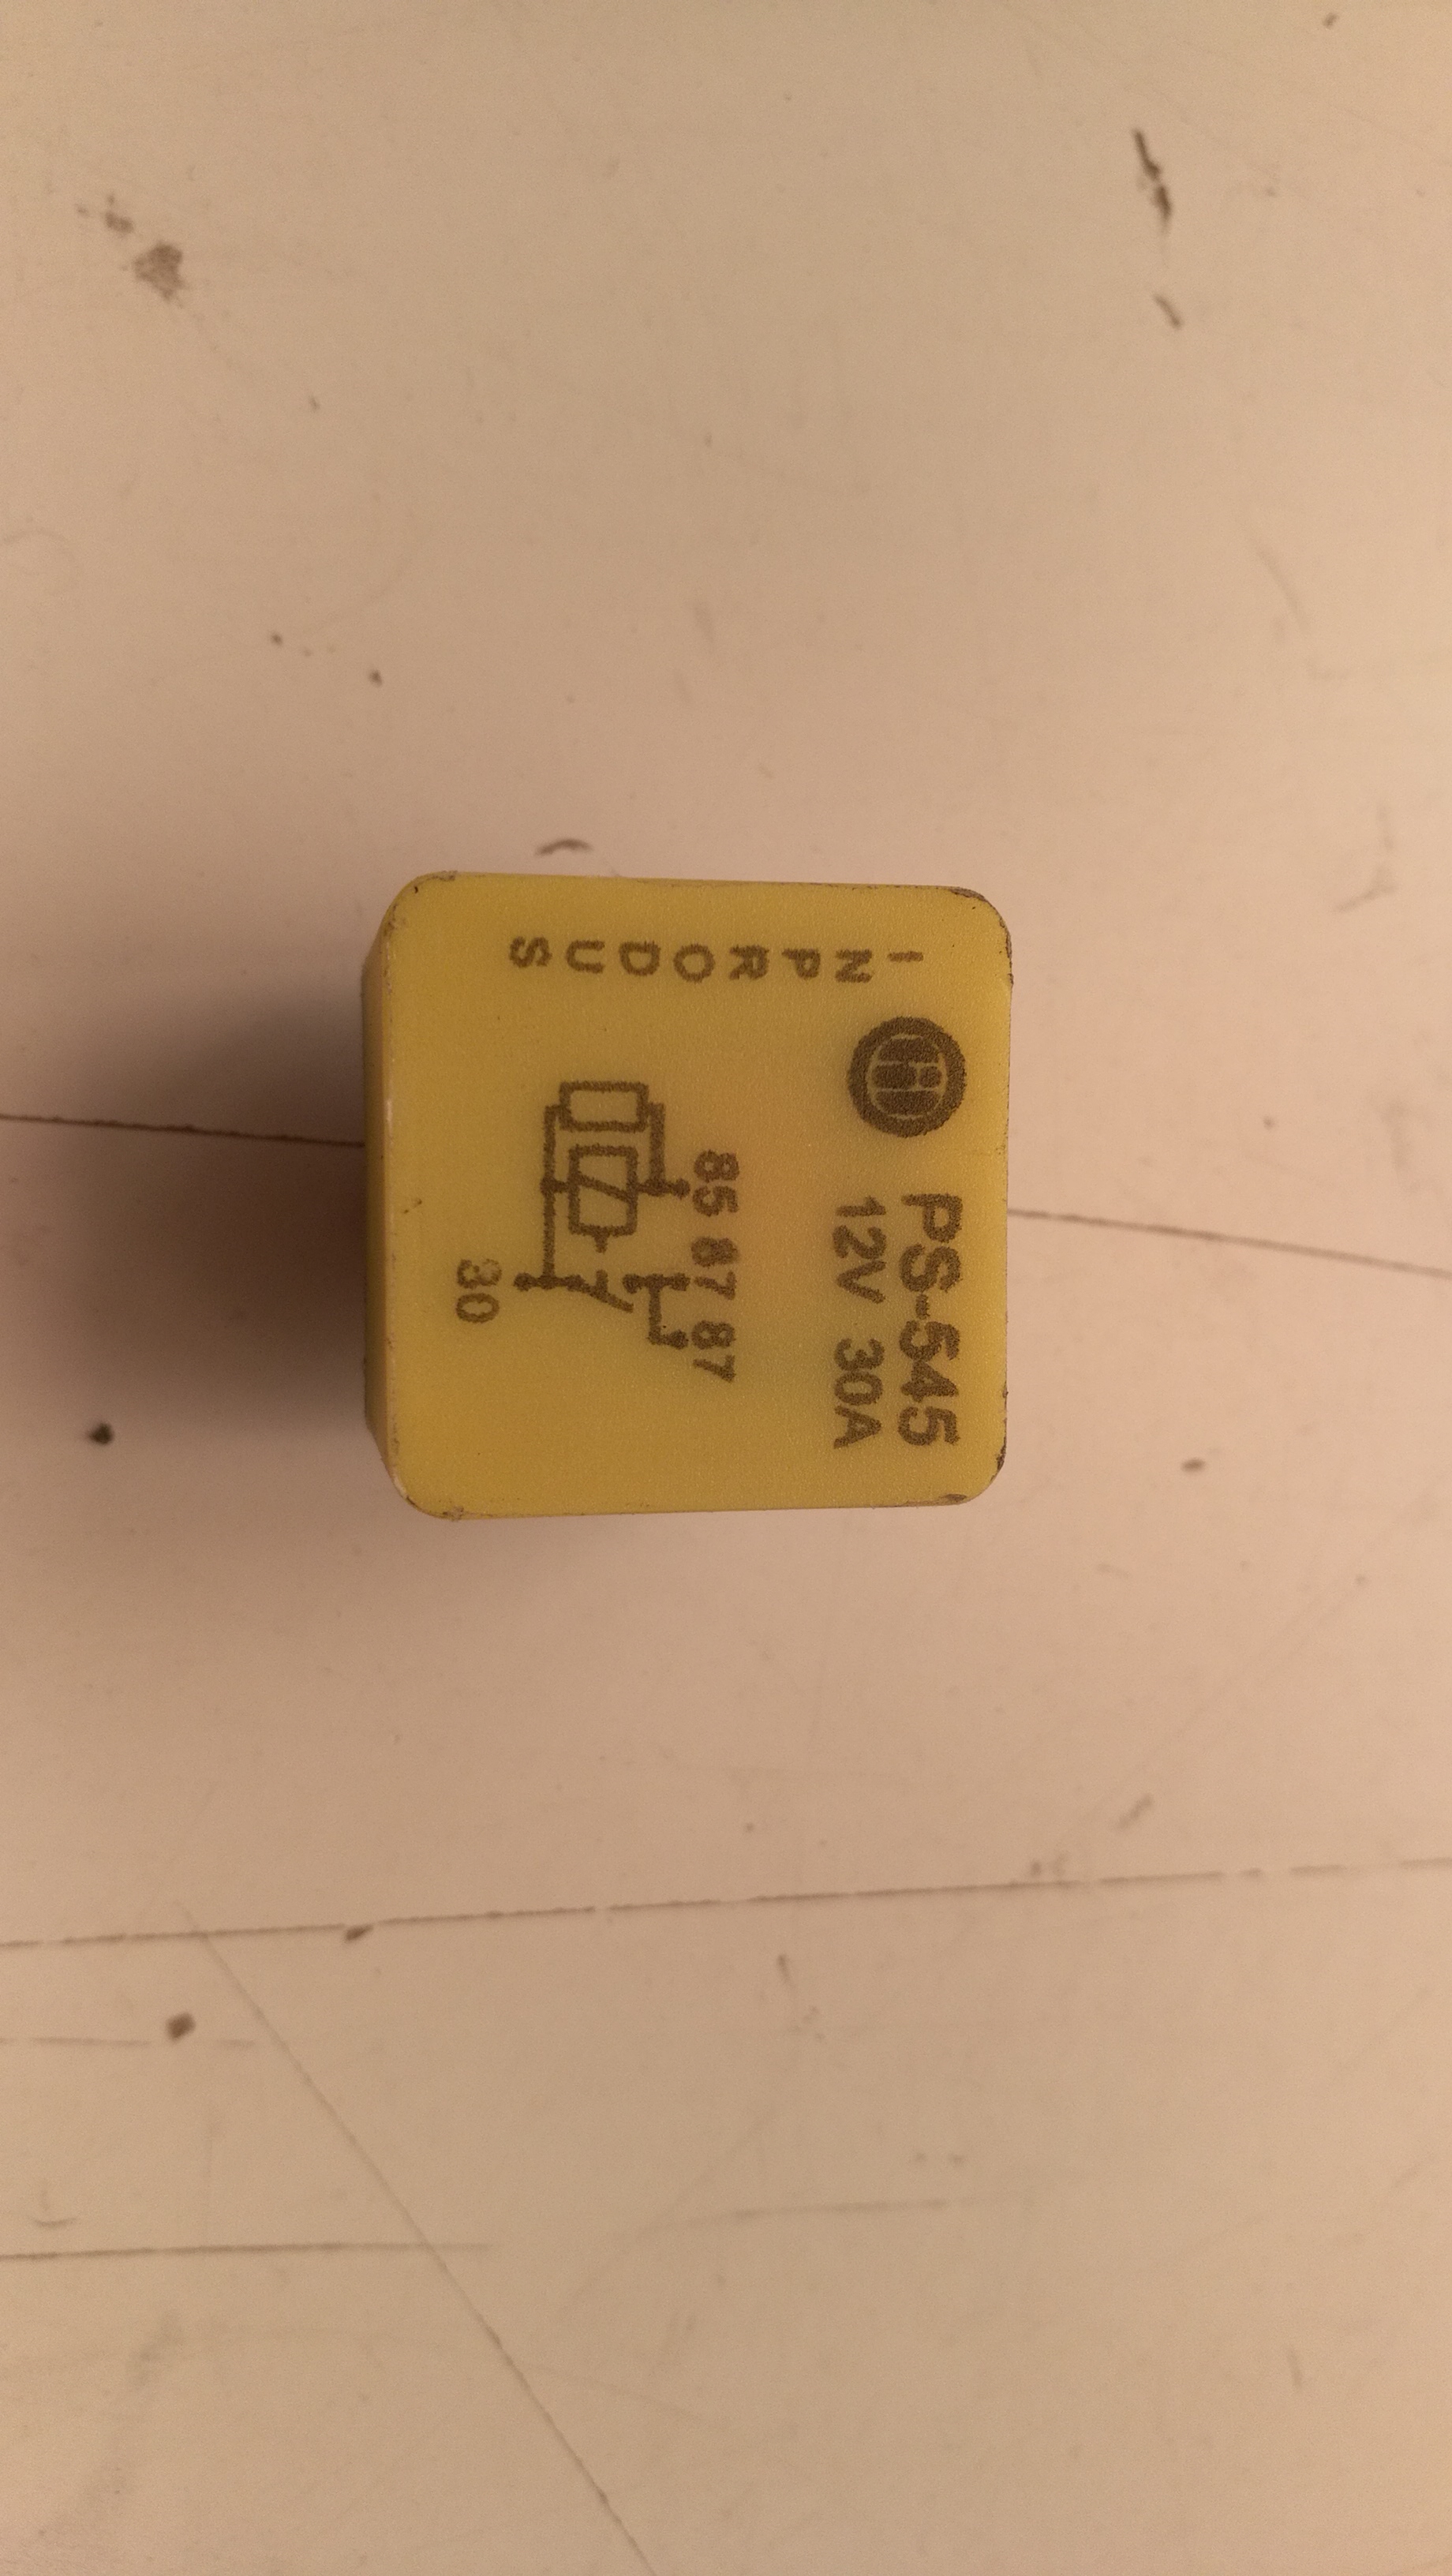 INPRODUS
PS-545
12V 30A
85 87 87
30